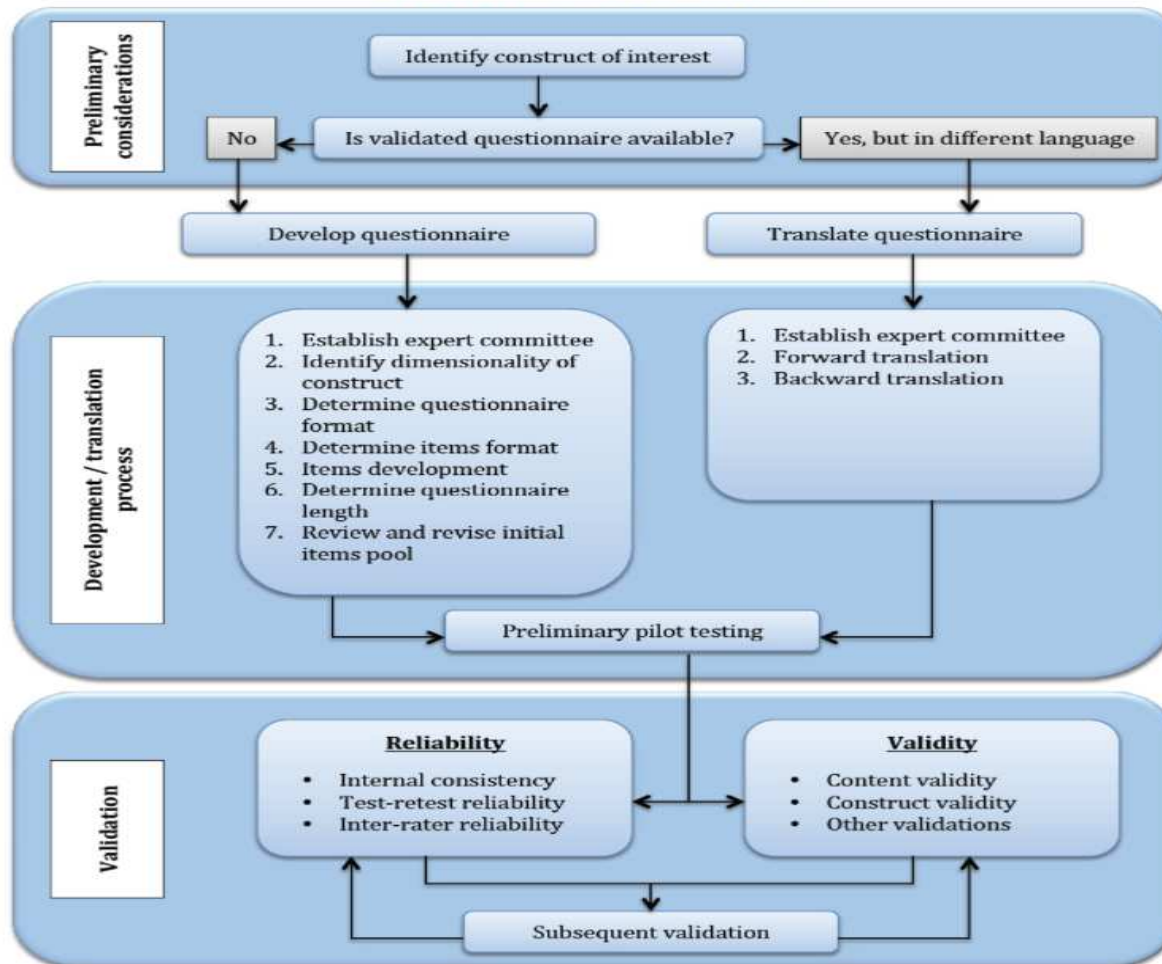 Preliminary
considerations
Identify construct of interest
No
Is validated questionnaire available?
Yes, but in different language
Develop questionnaire
Translate questionnaire
Development / translation
process
1. Establish expert committee
2. Identify dimensionality of
construct
3. Determine questionnaire
format
4. Determine items format
5. Items development
6. Determine questionnaire
length
7. Review and revise initial
items pool
1. Establish expert committee
2. Forward translation
3. Backward translation
Preliminary pilot testing
Validation
Reliability
• Internal consistency
• Test-retest reliability
• Inter-rater reliability
Validity
• Content validity
• Construct validity
• Other validations
Subsequent validation